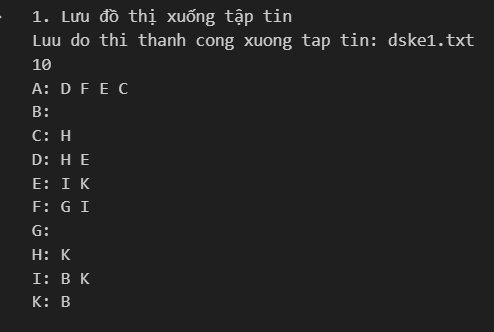 1. Lưu đồ thị xuống tập tin
Luu do thi thanh cong xuong tap tin: dske1.txt
10
A: D F E C
B:
C: H
D: H E
E: I K
F: G I
G:
H: K
I: B K
K: B